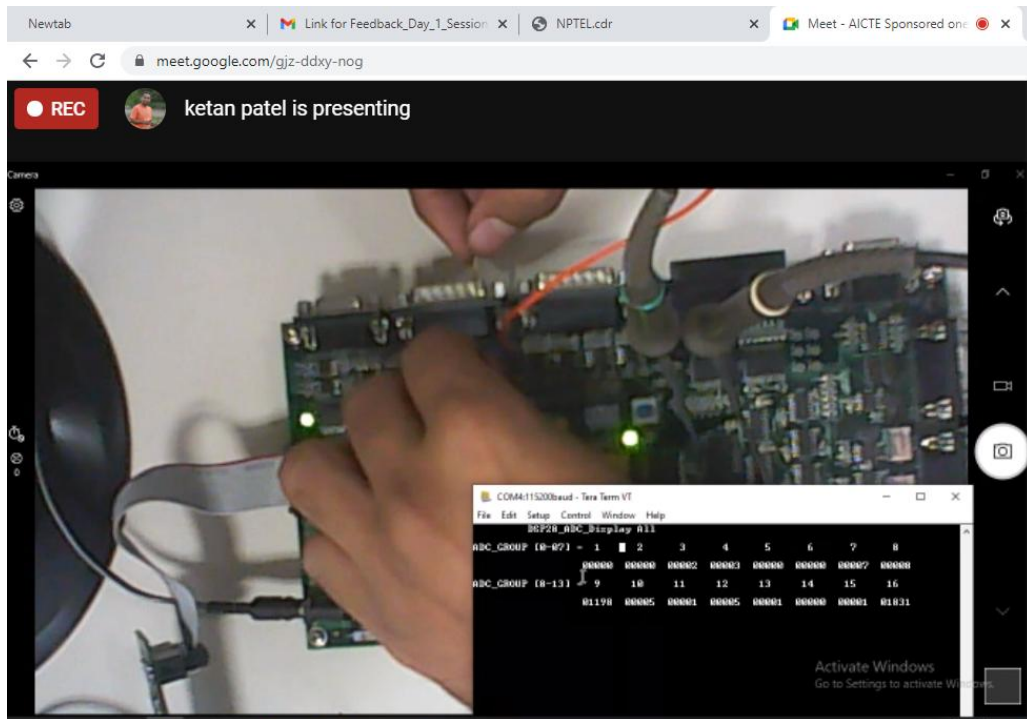 Newtab
Link for Feedback_Day_1_Session
NPTEL.cdr
Meet - AICTE Sponsored one
meet.google.com/gjz-ddxy-nog
REC
ketan patel is presenting
Camera
COM4:115200baud - Tera Term VT
File Edit Setup Control Window Help
DSP28_ADC_Display All
ADC_GROUP [0-07] - 1 2 3 4 5 6 7 8
00000 00000 00002 00003 00000 00000 00007 00008
ADC_GROUP [8-13] 9 10 11 12 13 14 15 16
01198 00005 00001 00005 00001 00000 00001 01831
Activate Windows
Go to Settings to activate Windows.
0